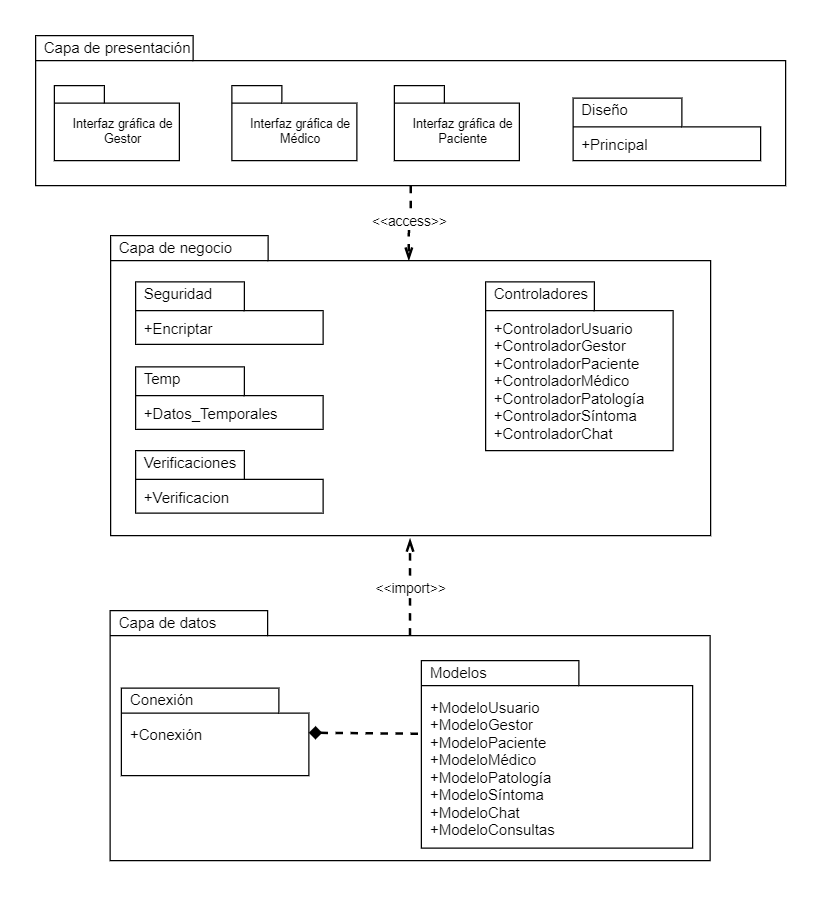 Capa de presentación
Interfaz gráfica de
Gestor
Interfaz gráfica de
Médico
Interfaz gráfica de
Paciente
Diseño
+Principal
<<access>>
Capa de negocio
Seguridad
+Encriptar
Temp
+Datos_Temporales
Verificaciones
+Verificacion
Controladores
+ControladorUsuario
+ControladorGestor
+ControladorPaciente
+ControladorMédico
+ControladorPatología
+ControladorSíntoma
+ControladorChat
<<import>>
Capa de datos
Conexión
+Conexión
Modelos
+ModeloUsuario
+ModeloGestor
+ModeloPaciente
+ModeloMédico
+ModeloPatología
+ModeloSíntoma
+ModeloChat
+ModeloConsultas